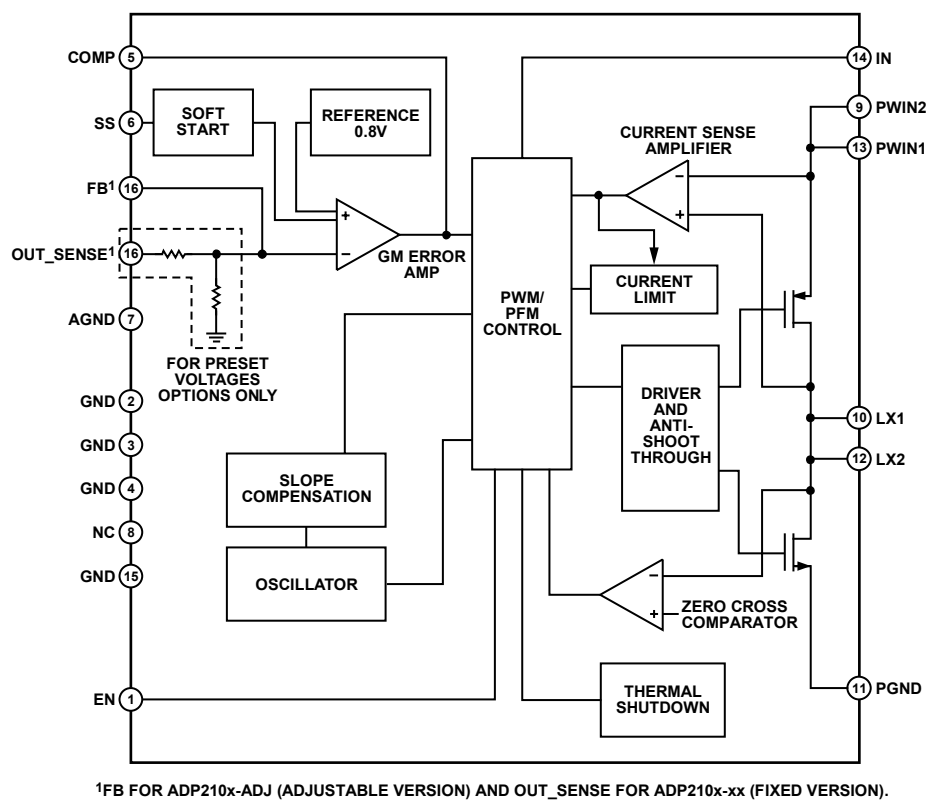 COMP 5
14 IN
SS 6
SOFT
START
REFERENCE
0.8V
9 PWIN2
CURRENT SENSE
AMPLIFIER
13 PWIN1
FB1 16
–
+
+
–
OUT_SENSE1 16
GM ERROR
AMP
CURRENT
LIMIT
PWM/
PFM
CONTROL
AGND 7
FOR PRESET
VOLTAGES
OPTIONS ONLY
DRIVER
AND
ANTI-
SHOOT
THROUGH
GND 2
10 LX1
GND 3
12 LX2
GND 4
SLOPE
COMPENSATION
NC 8
GND 15
OSCILLATOR
–
+
ZERO CROSS
COMPARATOR
EN 1
THERMAL
SHUTDOWN
11 PGND
1FB FOR ADP210x-ADJ (ADJUSTABLE VERSION) AND OUT_SENSE FOR ADP210x-xx (FIXED VERSION).